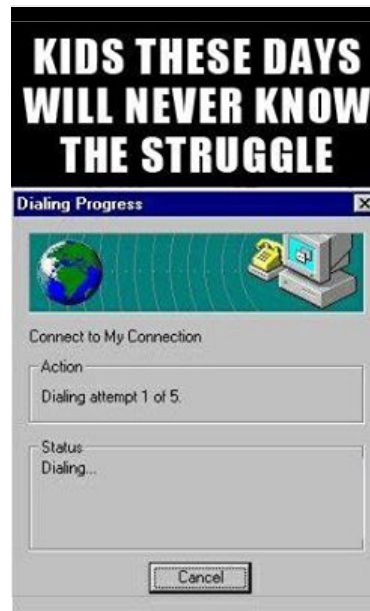 KIDS THESE DAYS
WILL NEVER KNOW
THE STRUGGLE
Dialing Progress
Connect to My Connection
Action
Dialing attempt 1 of 5.
Status
Dialing...
Cancel